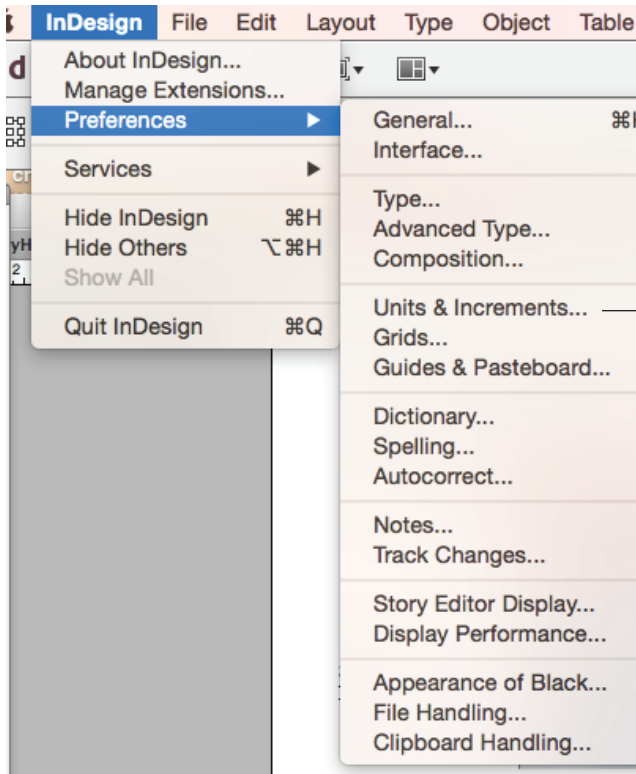 InDesign File Edit Layout Type Object Table
d
About InDesign...
Manage Extensions...
Preferences
Services
Hide InDesign ⌘H
Hide Others ⌥⌘H
Show All
Quit InDesign ⌘Q
yH
2
General...
Interface...
Type...
Advanced Type...
Composition...
Units & Increments...
Grids...
Guides & Pasteboard...
Dictionary...
Spelling...
Autocorrect...
Notes...
Track Changes...
Story Editor Display...
Display Performance...
Appearance of Black...
File Handling...
Clipboard Handling...